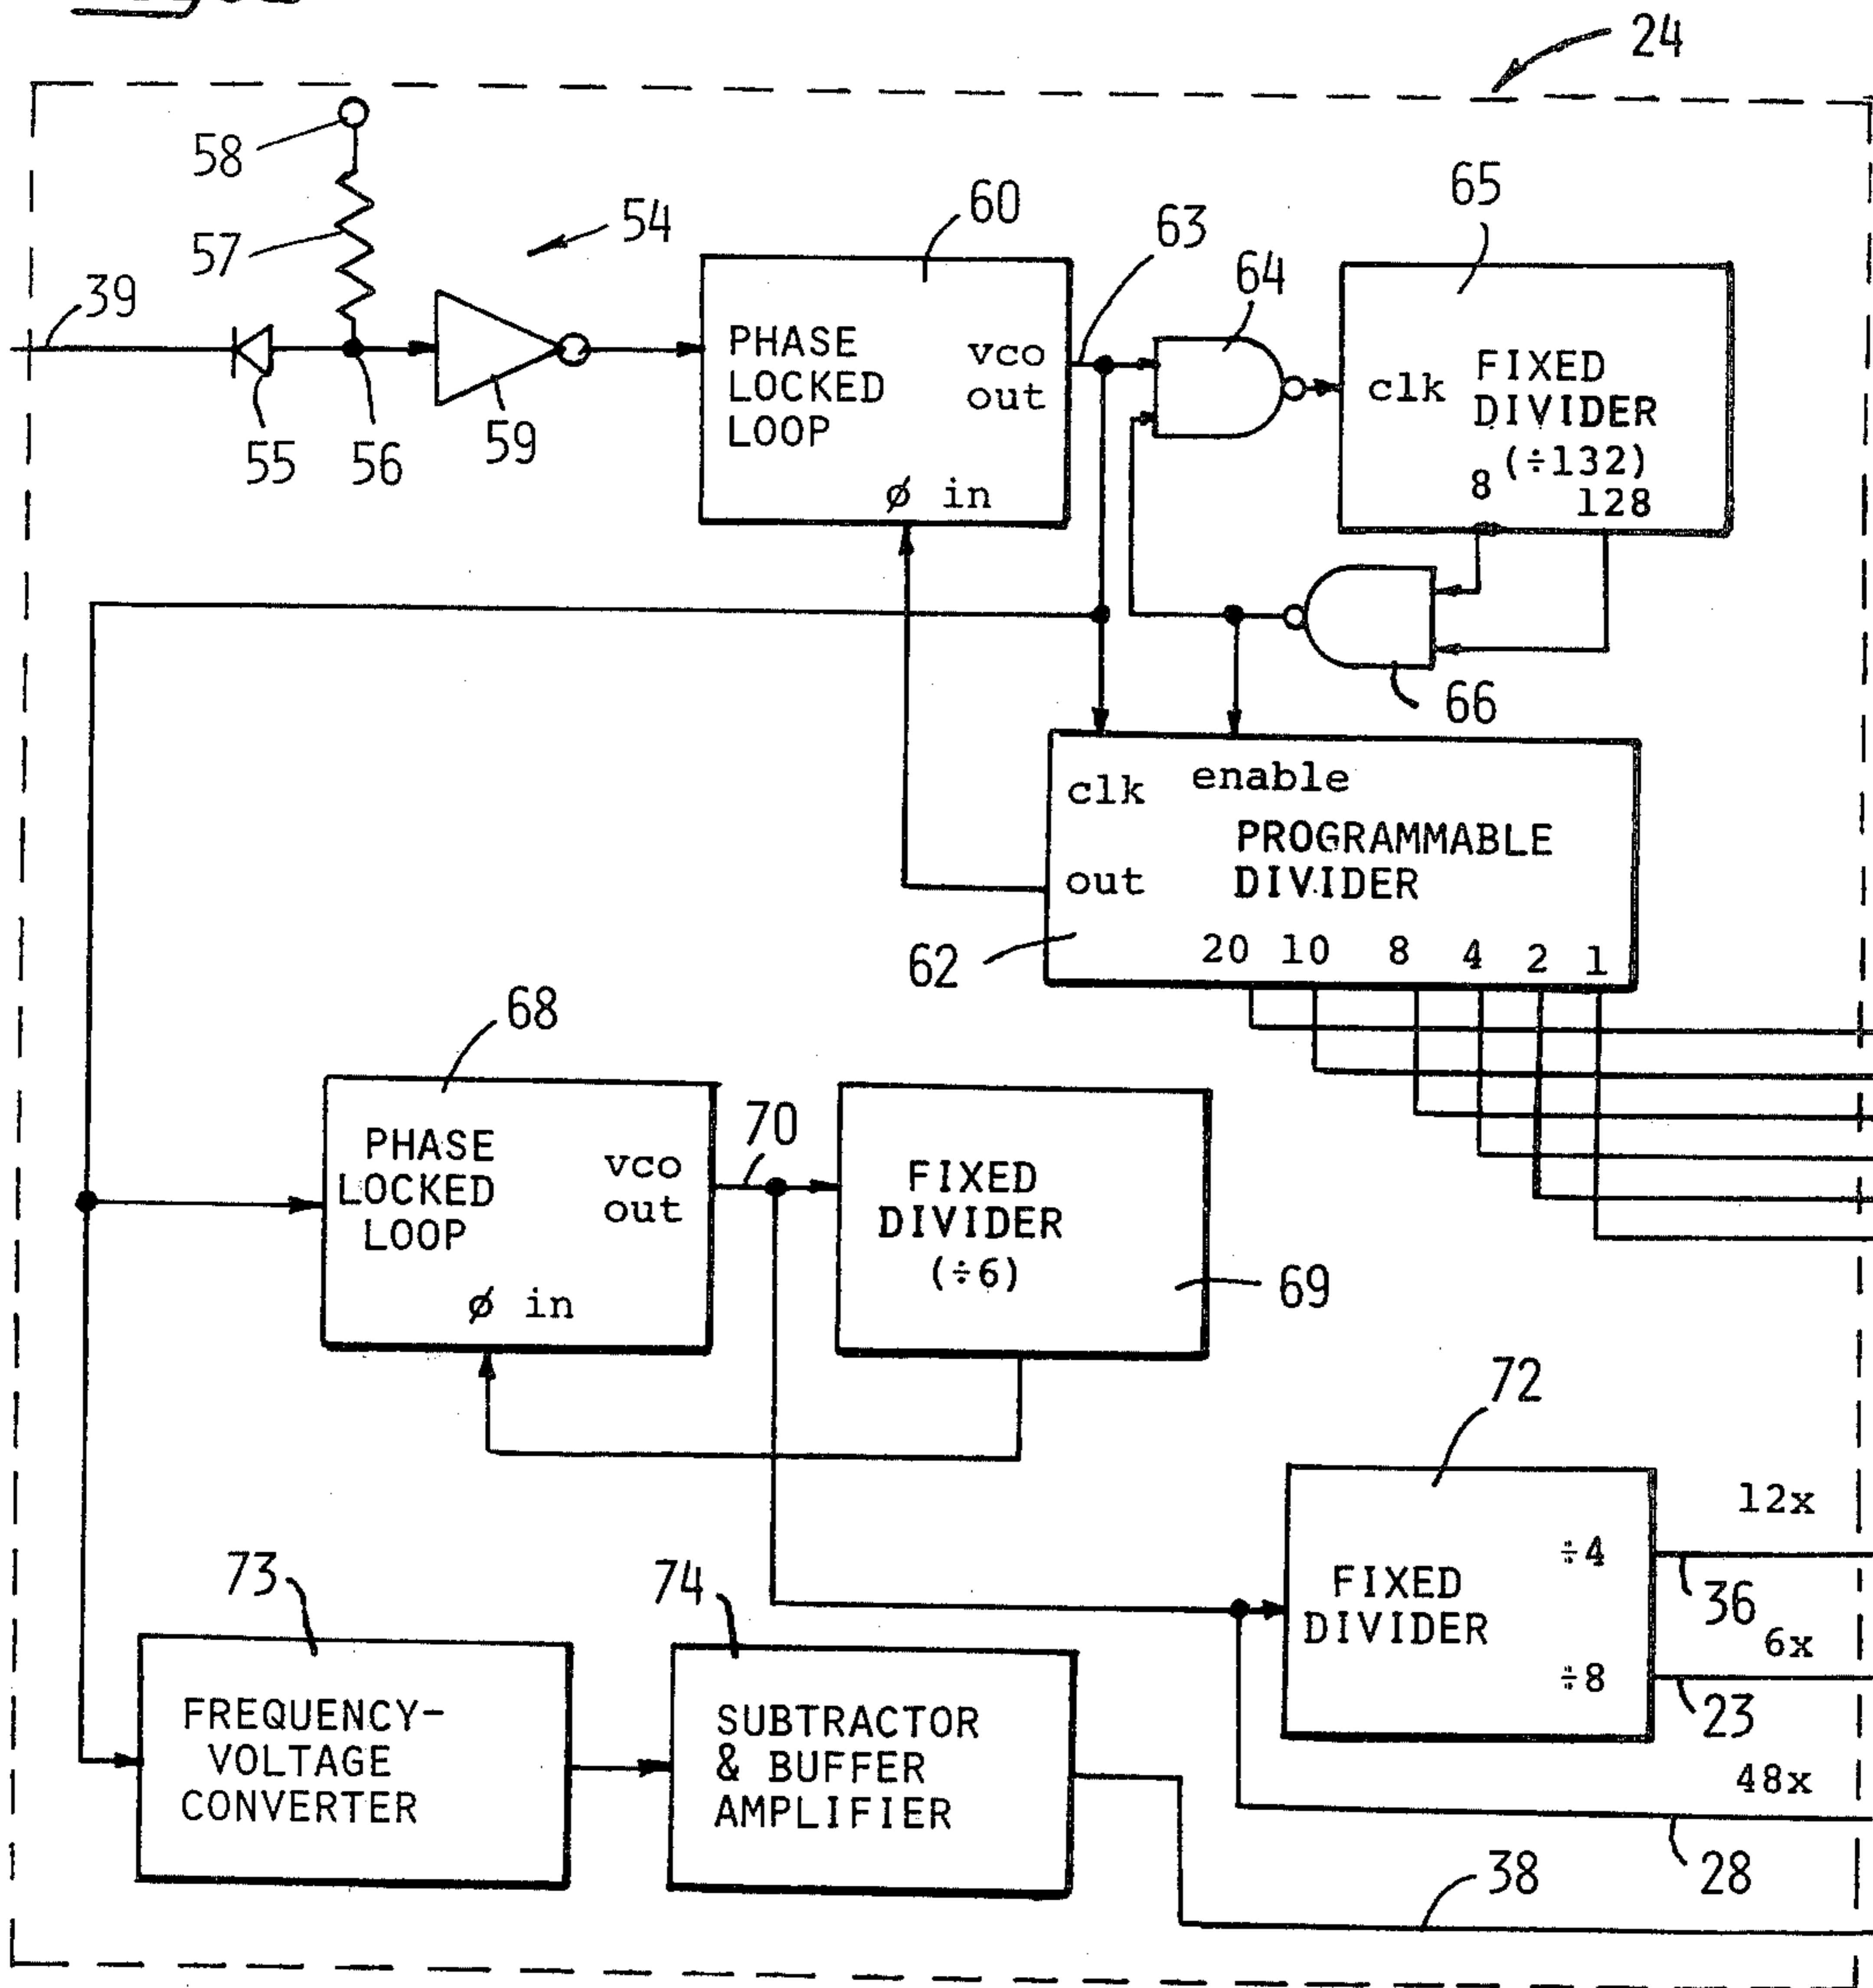 24
58
57
54
60
63
64
65
39
55
56
59
PHASE
LOCKED
LOOP
vco
out
ø in
clk
FIXED
DIVIDER
(÷132)
8
128
66
clk
enable
PROGRAMMABLE
DIVIDER
out
62
20 10 8 4 2 1
68
PHASE
LOCKED
LOOP
vco
out
ø in
70
FIXED
DIVIDER
(÷6)
69
72
FIXED
DIVIDER
÷4
÷8
12x
36
6x
23
48x
28
73
FREQUENCY-
VOLTAGE
CONVERTER
74
SUBTRACTOR
& BUFFER
AMPLIFIER
38